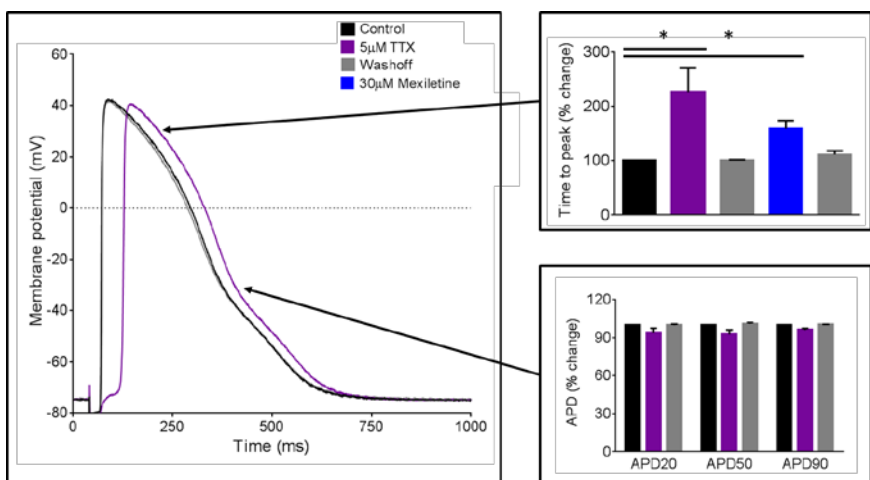 Control
5μM TTX
Washoff
30μM Mexiletine
60
40
20
0
-20
-40
-60
-80
Membrane potential (mV)
0 250 500 750 1000
Time (ms)
* *
300
200
100
0
Time to peak (% change)
120
90
60
30
0
APD (% change)
APD20 APD50 APD90